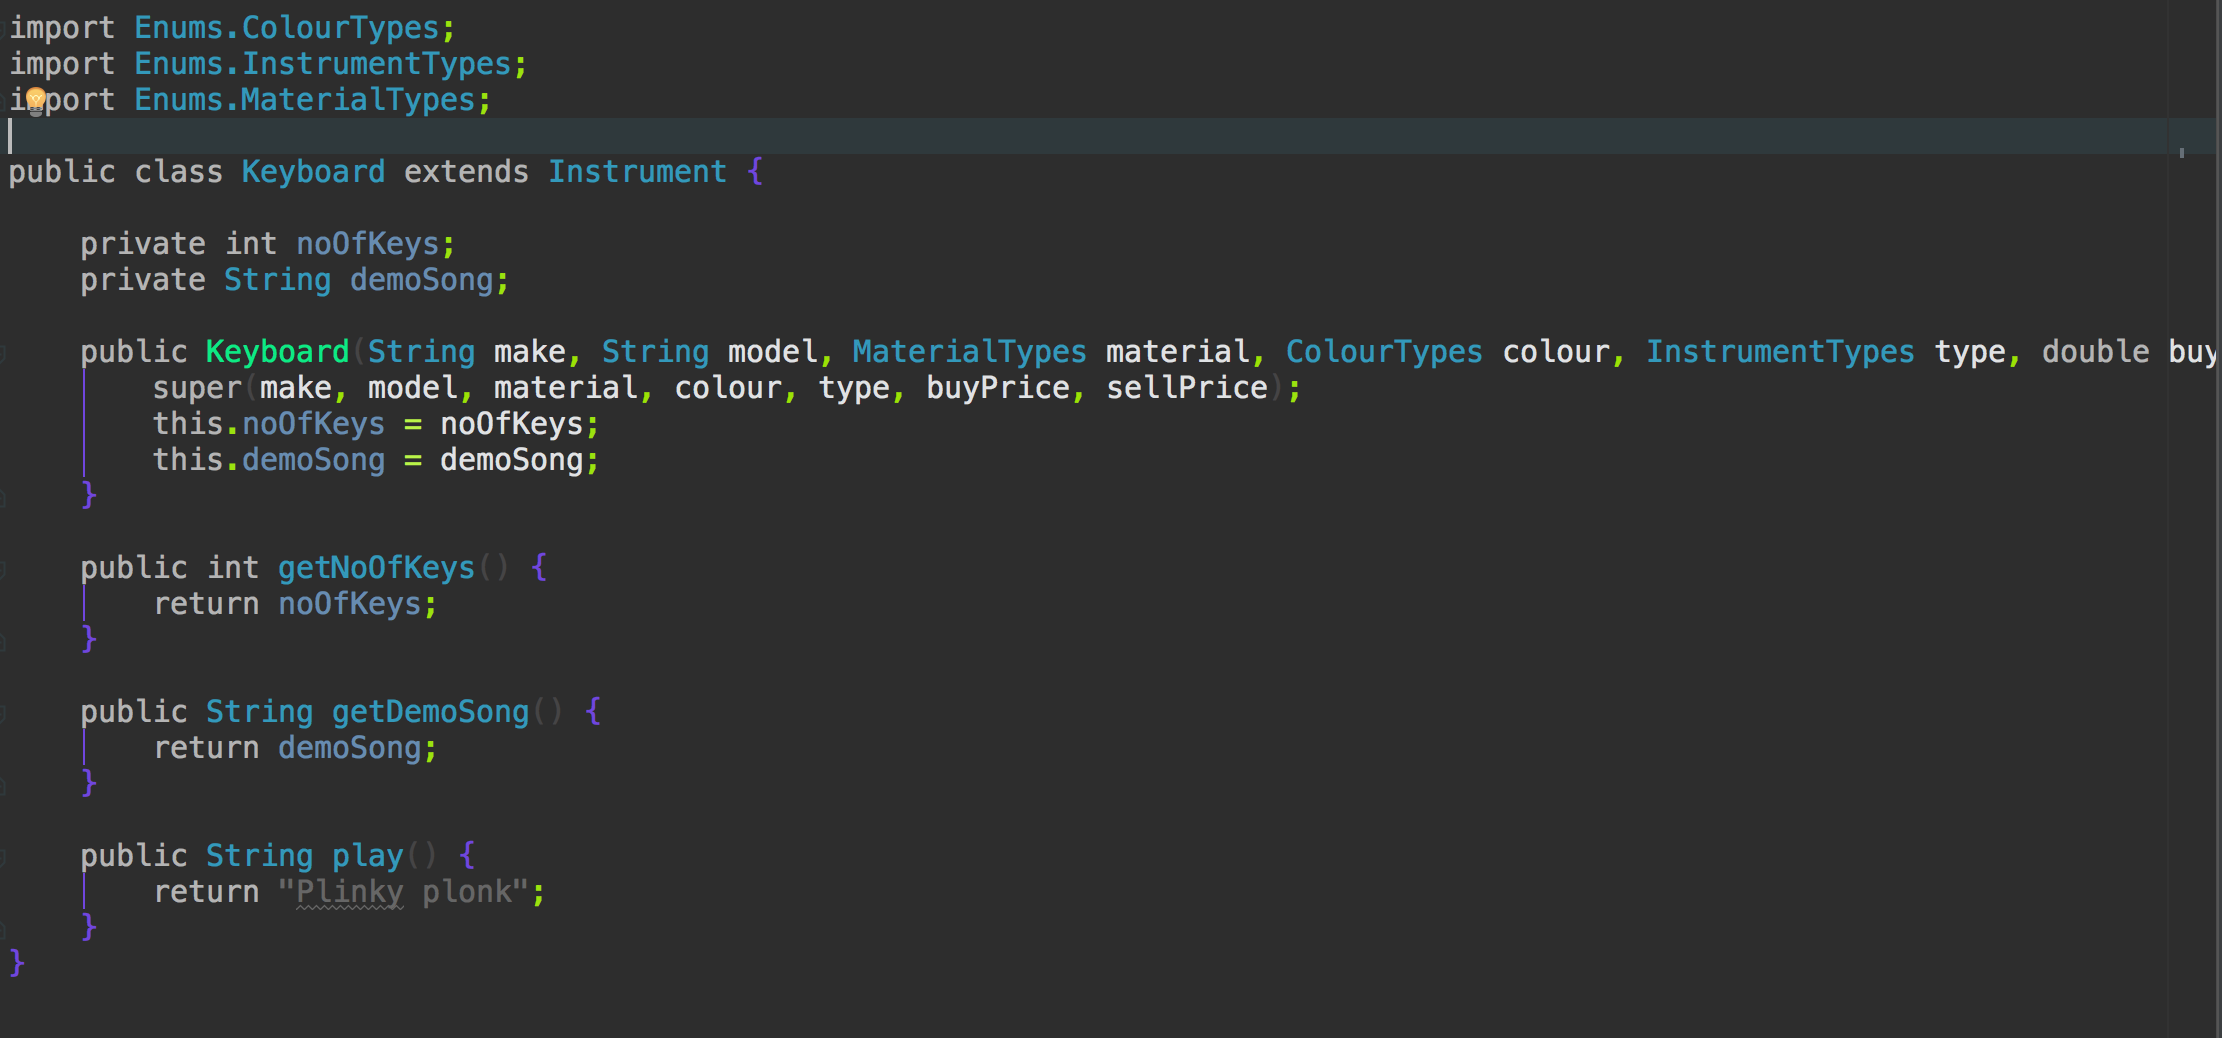 import Enums.ColourTypes;
import Enums.InstrumentTypes;
import Enums.MaterialTypes;
public class Keyboard extends Instrument {
private int noOfKeys;
private String demoSong;
public Keyboard(String make, String model, MaterialTypes material, ColourTypes colour, InstrumentTypes type, double buy
super(make, model, material, colour, type, buyPrice, sellPrice);
this.noOfKeys = noOfKeys;
this.demoSong = demoSong;
}
public int getNoOfKeys() {
return noOfKeys;
}
public String getDemoSong() {
return demoSong;
}
public String play() {
return "Plinky plonk";
}
}